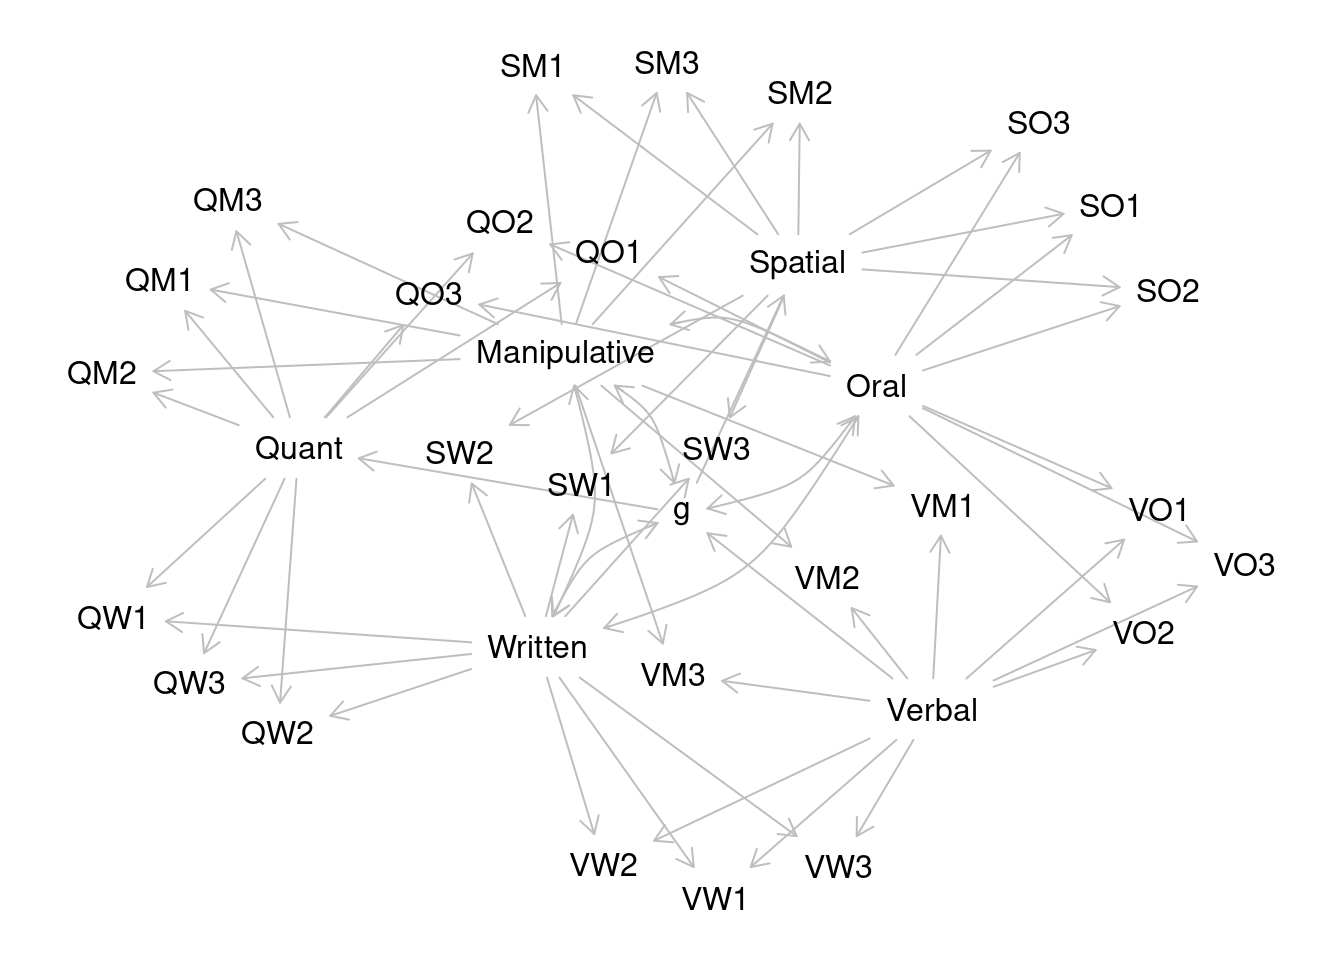 SM1
SM3
SM2
SO3
QM3
SO1
QO2
QO1
Spatial
QM1
QO3
SO2
Manipulative
QM2
Oral
Quant
SW2
SW3
SW1
g
VM1
VO1
VO3
VM2
QW1
VO2
Written
VM3
QW3
Verbal
QW2
VW2
VW3
VW1